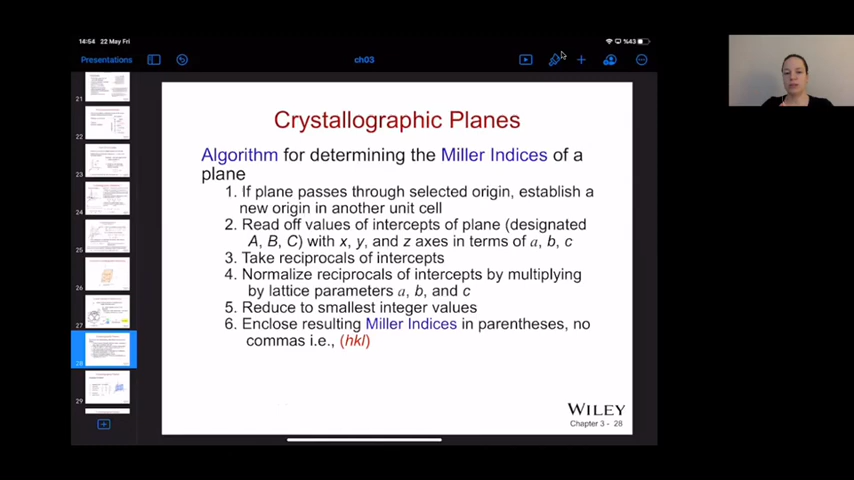 14:54 22 May Fri
%43
Presentations
ch03
Crystallographic Planes
Algorithm for determining the Miller Indices of a
plane
1. If plane passes through selected origin, establish a
new origin in another unit cell
2. Read off values of intercepts of plane (designated
A, B, C) with x, y, and z axes in terms of a, b, c
3. Take reciprocals of intercepts
4. Normalize reciprocals of intercepts by multiplying
by lattice parameters a, b, and c
5. Reduce to smallest integer values
6. Enclose resulting Miller Indices in parentheses, no
commas i.e., (hkl)
WILEY
Chapter 3 - 28
21
22
23
24
25
26
27
28
29